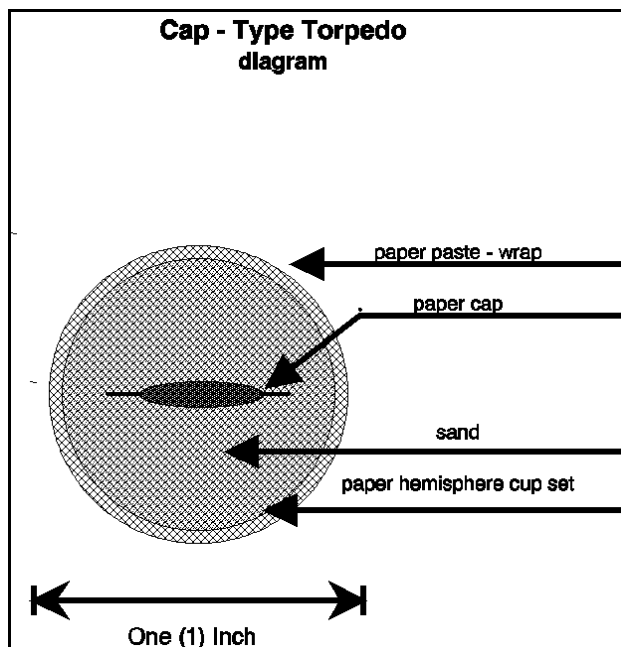 Cap - Type Torpedo
diagram
paper paste - wrap
paper cap
sand
paper hemisphere cup set
One (1) Inch